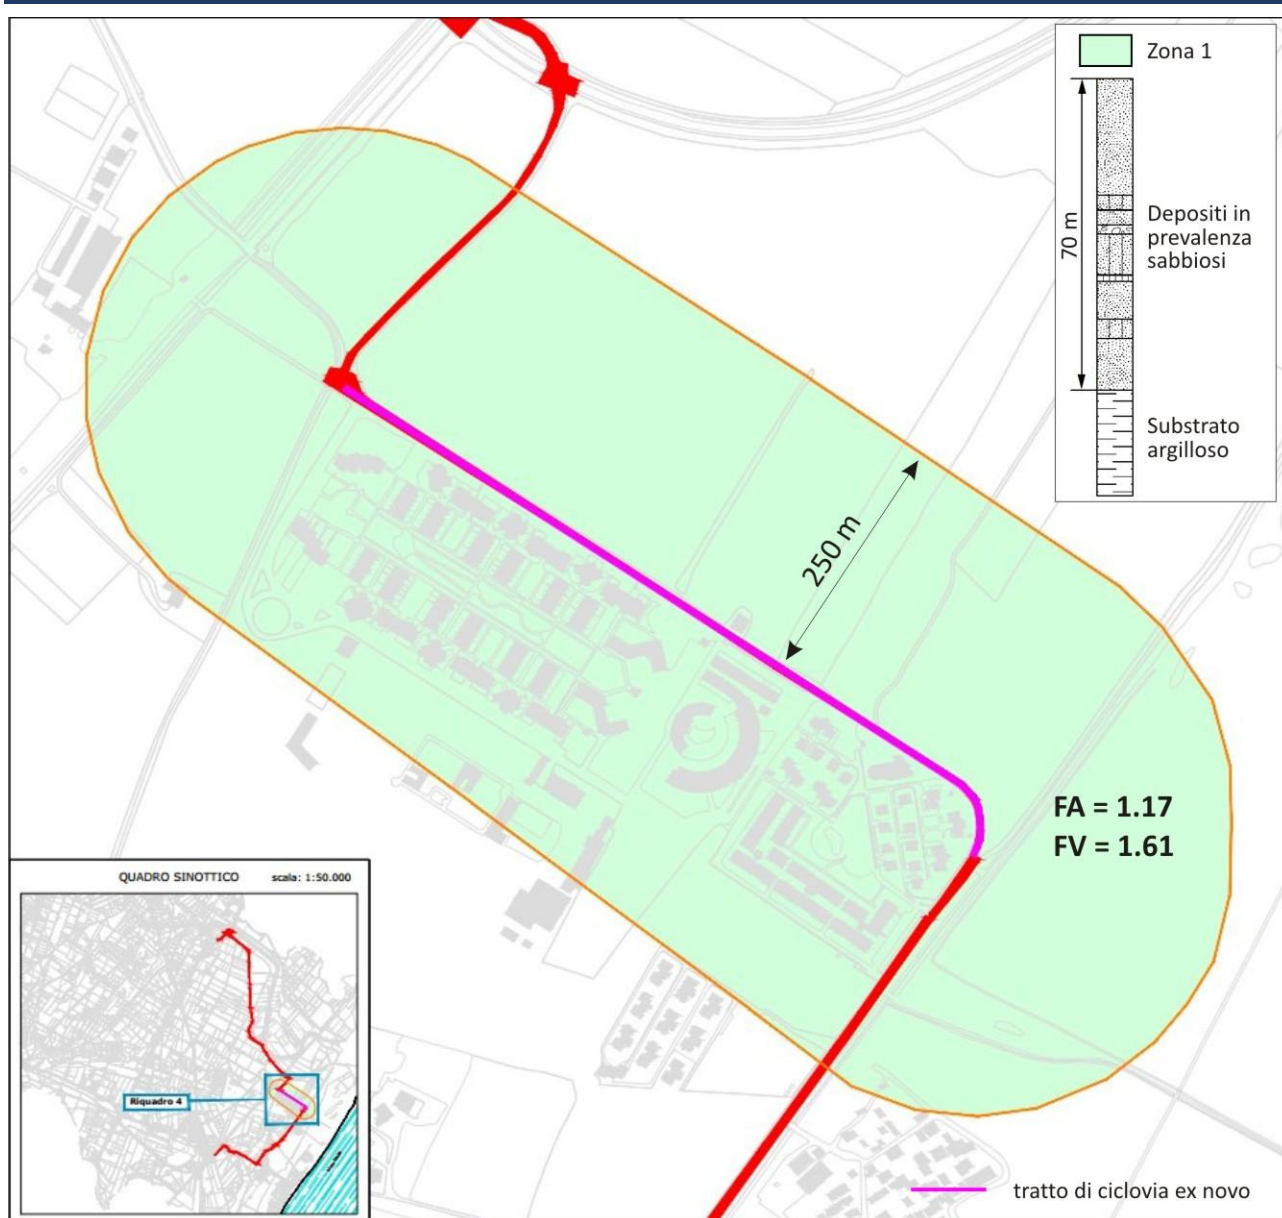 Zona 1
70 m
Depositi in
prevalenza
sabbiosi
Substrato
argilloso
250 m
FA = 1.17
FV = 1.61
QUADRO SINOTTICO scala: 1:50.000
Riquadro 4
tratto di ciclovia ex novo